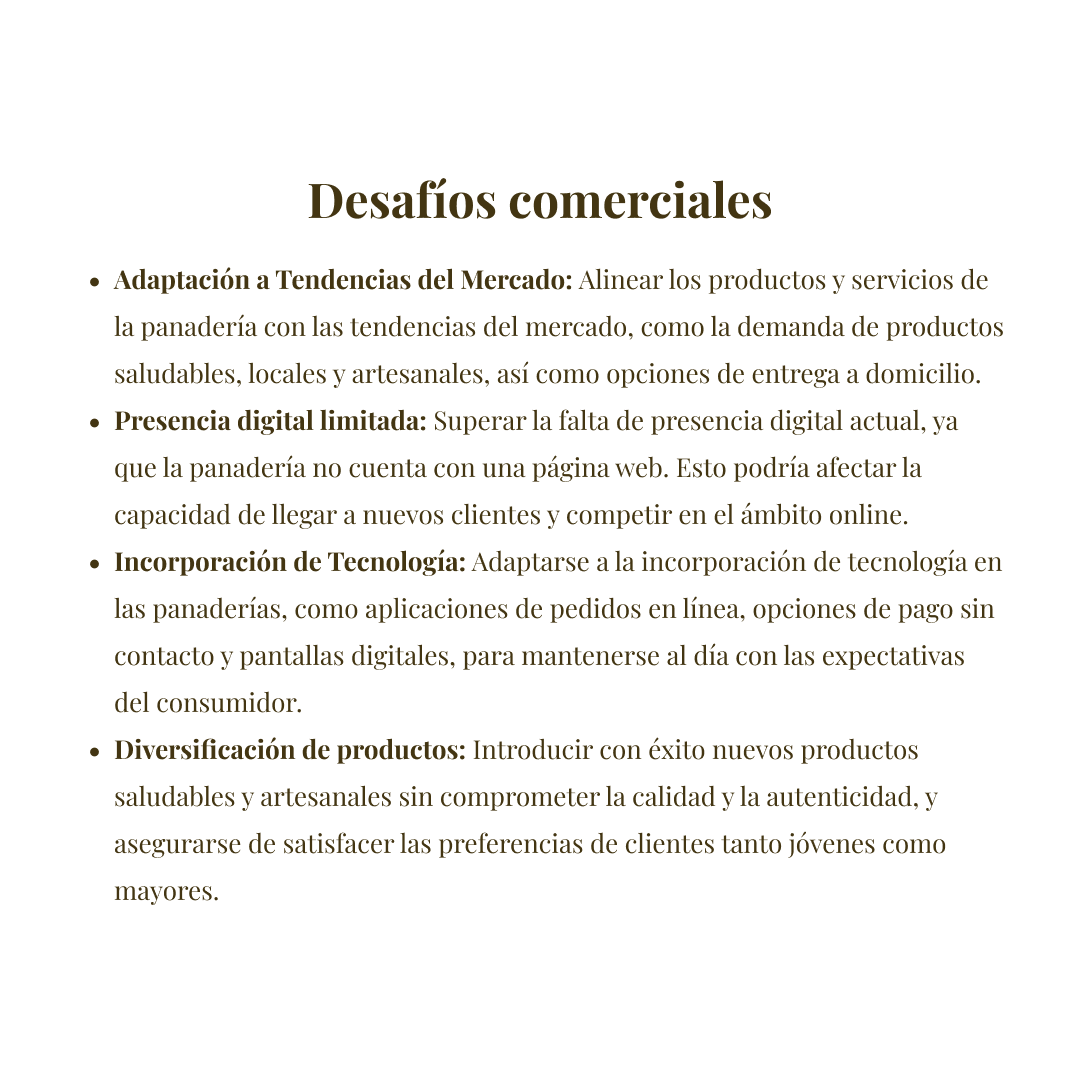 Desafíos comerciales
• Adaptación a Tendencias del Mercado: Alinear los productos y servicios de
la panadería con las tendencias del mercado, como la demanda de productos
saludables, locales y artesanales, así como opciones de entrega a domicilio.
• Presencia digital limitada: Superar la falta de presencia digital actual, ya
que la panadería no cuenta con una página web. Esto podría afectar la
capacidad de llegar a nuevos clientes y competir en el ámbito online.
• Incorporación de Tecnología: Adaptarse a la incorporación de tecnología en
las panaderías, como aplicaciones de pedidos en línea, opciones de pago sin
contacto y pantallas digitales, para mantenerse al día con las expectativas
del consumidor.
• Diversificación de productos: Introducir con éxito nuevos productos
saludables y artesanales sin comprometer la calidad y la autenticidad, y
asegurarse de satisfacer las preferencias de clientes tanto jóvenes como
mayores.